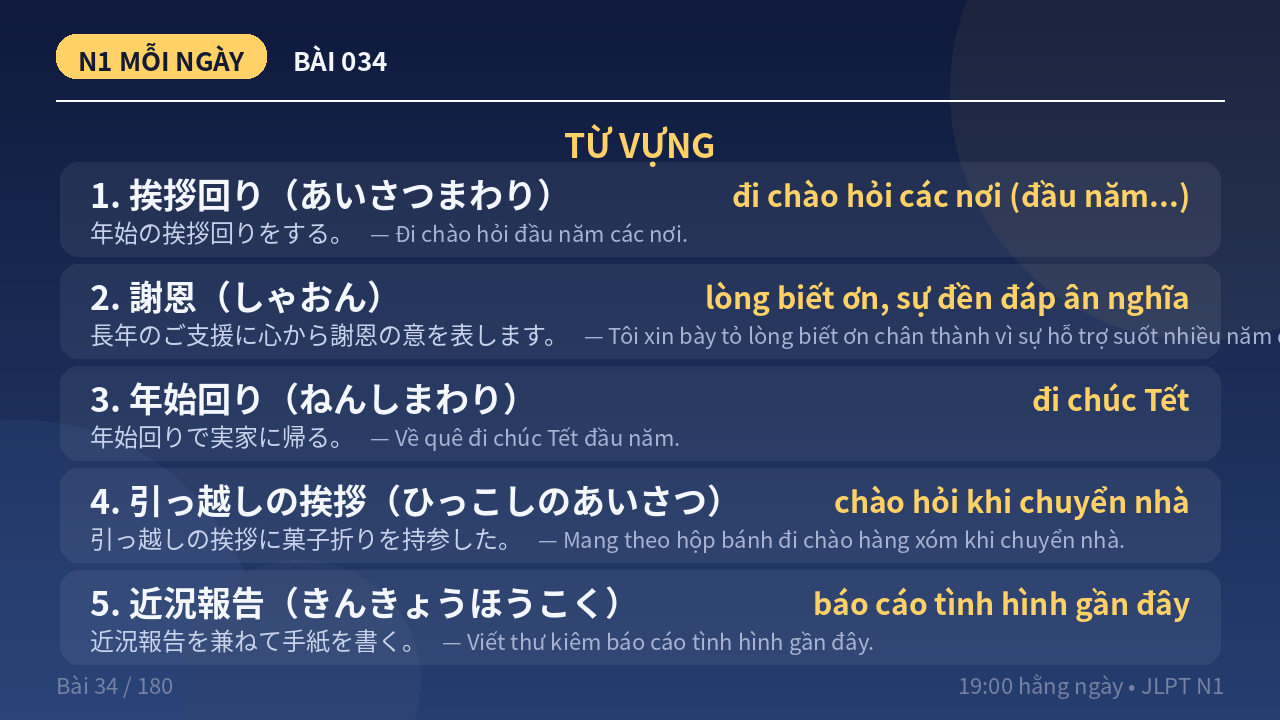 N1 MỖI NGÀY BÀI 034
TỪ VỰNG
1. 挨拶回り（あいさつまわり） đi chào hỏi các nơi (đầu năm...)
年始の挨拶回りをする。 — Đi chào hỏi đầu năm các nơi.
2. 謝恩（しゃおん） lòng biết ơn, sự đền đáp ân nghĩa
長年のご支援に心から謝恩の意を表します。 — Tôi xin bày tỏ lòng biết ơn chân thành vì sự hỗ trợ suốt nhiều năm
3. 年始回り（ねんしまわり） đi chúc Tết
年始回りで実家に帰る。 — Về quê đi chúc Tết đầu năm.
4. 引っ越しの挨拶（ひっこしのあいさつ） chào hỏi khi chuyển nhà
引っ越しの挨拶に菓子折りを持参した。 — Mang theo hộp bánh đi chào hàng xóm khi chuyển nhà.
5. 近況報告（きんきょうほうこく） báo cáo tình hình gần đây
近況報告を兼ねて手紙を書く。 — Viết thư kiêm báo cáo tình hình gần đây.
Bài 34 / 180 19:00 hằng ngày • JLPT N1